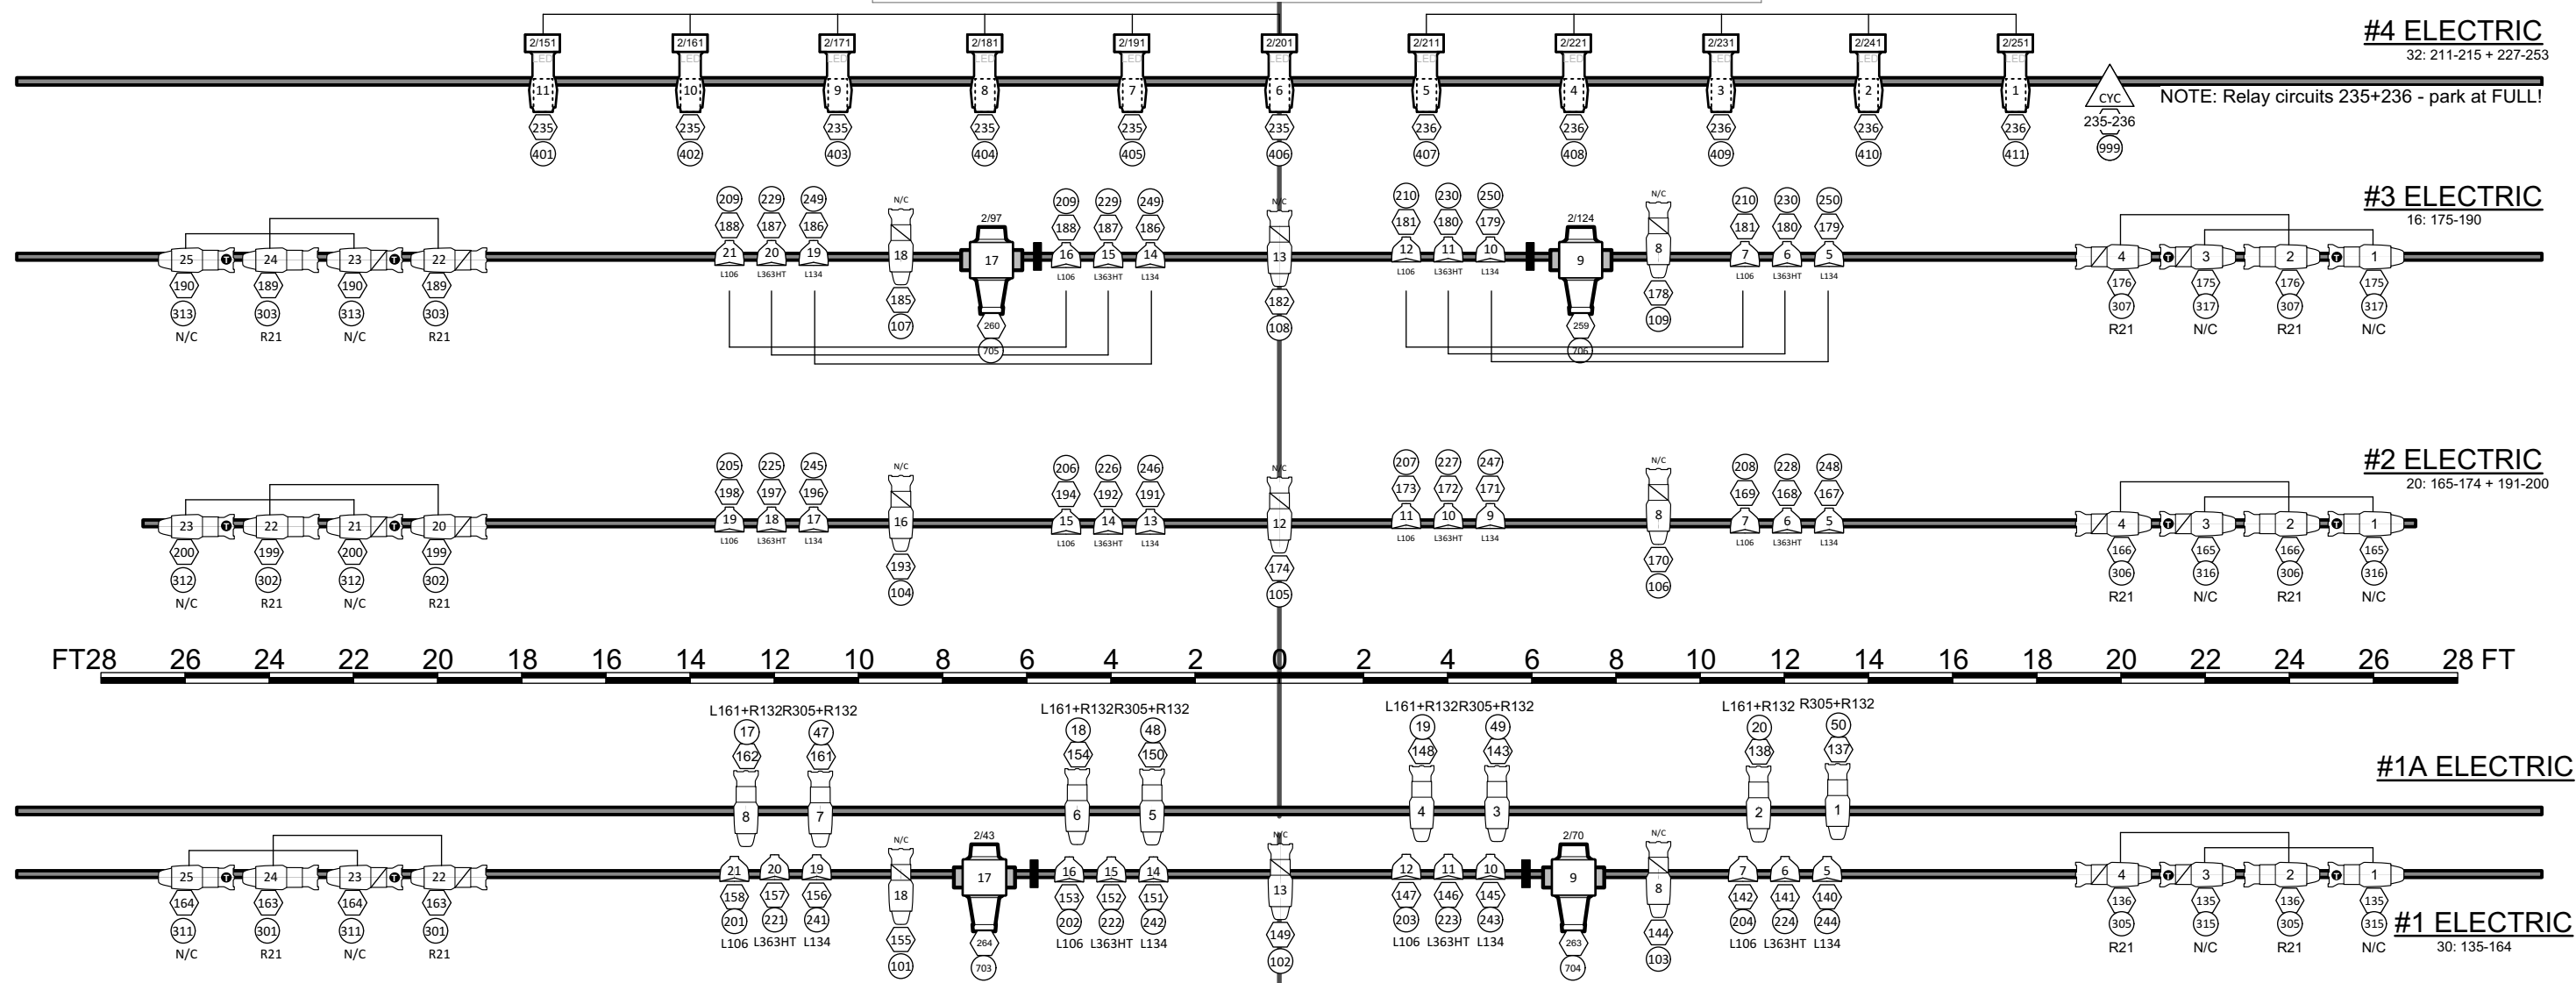 2/151 2/161 2/171 2/181 2/191 2/201 2/211 2/221 2/231 2/241 2/251
#4 ELECTRIC
32: 211-215 + 227-253
LED LED LED LED LED LED LED LED LED LED LED
11 10 9 8 7 6 5 4 3 2 1
CYC
NOTE: Relay circuits 235+236 - park at FULL!
235 235 235 235 235 235 236 236 236 236 236
235-236
401 402 403 404 405 406 407 408 409 410 411
999
#3 ELECTRIC
16: 175-190
209 229 249 N/C 209 229 249 N/C 210 230 250 N/C 210 230 250
188 187 186 2/97 188 187 186 181 180 179 2/124 181 180 179
25 T 24 23 T 22 21 20 19 18 17 16 15 14 13 12 11 10 9 8 7 6 5 4 T 3 2 T 1
L106 L363HT L134 L106 L363HT L134 L106 L363HT L134 L106 L363HT L134
190 189 190 189 185 182 178 176 175 176 175
313 303 313 303 107 260 108 259 109 307 317 307 317
N/C R21 N/C R21 705 706 R21 N/C R21 N/C
#2 ELECTRIC
20: 165-174 + 191-200
205 225 245 N/C 206 226 246 N/C 207 227 247 N/C 208 228 248
198 197 196 194 192 191 173 172 171 169 168 167
23 T 22 21 T 20 19 18 17 16 15 14 13 12 11 10 9 8 7 6 5 4 T 3 2 T 1
L106 L363HT L134 L106 L363HT L134 L106 L363HT L134 L106 L363HT L134
200 199 200 199 193 174 170 166 165 166 165
312 302 312 302 104 105 106 306 316 306 316
N/C R21 N/C R21 R21 N/C R21 N/C
FT28 26 24 22 20 18 16 14 12 10 8 6 4 2 0 2 4 6 8 10 12 14 16 18 20 22 24 26 28 FT
L161+R132 R305+R132 L161+R132 R305+R132 L161+R132 R305+R132 L161+R132 R305+R132
17 47 18 48 19 49 20 50
162 161 154 150 148 143 138 137
#1A ELECTRIC
8 7 6 5 4 3 2 1
N/C 2/43 N/C 2/70 N/C
25 T 24 23 T 22 21 20 19 18 17 16 15 14 13 12 11 10 9 8 7 6 5 4 T 3 2 T 1
164 163 164 163 158 157 156 153 152 151 147 146 145 142 141 140 136 135 136 135
311 301 311 301 201 221 241 202 222 242 203 223 243 204 224 244 305 315 305 315
#1 ELECTRIC
30: 135-164
N/C R21 N/C R21 L106 L363HT L134 155 264 L106 L363HT L134 149 L106 L363HT L134 263 144 L106 L363HT L134 R21 N/C R21 N/C
101 703 102 704 103